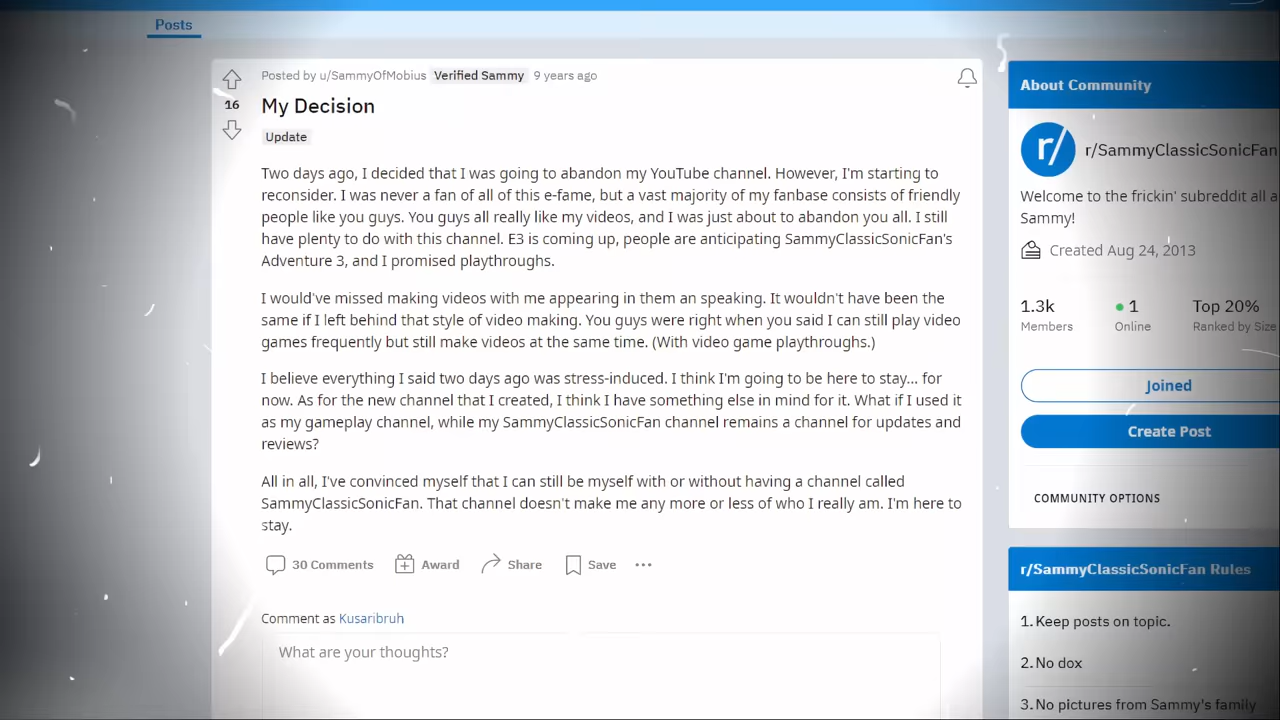 Posts
Posted by u/SammyOfMobius Verified Sammy 9 years ago
16
My Decision
Update
Two days ago, I decided that I was going to abandon my YouTube channel. However, I'm starting to
reconsider. I was never a fan of all of this e-fame, but a vast majority of my fanbase consists of friendly
people like you guys. You guys all really like my videos, and I was just about to abandon you all. I still
have plenty to do with this channel. E3 is coming up, people are anticipating SammyClassicSonicFan's
Adventure 3, and I promised playthroughs.
I would've missed making videos with me appearing in them an speaking. It wouldn't have been the
same if I left behind that style of video making. You guys were right when you said I can still play video
games frequently but still make videos at the same time. (With video game playthroughs.)
I believe everything I said two days ago was stress-induced. I think I'm going to be here to stay... for
now. As for the new channel that I created, I think I have something else in mind for it. What if I used it
as my gameplay channel, while my SammyClassicSonicFan channel remains a channel for updates and
reviews?
All in all, I've convinced myself that I can still be myself with or without having a channel called
SammyClassicSonicFan. That channel doesn't make me any more or less of who I really am. I'm here to
stay.
30 Comments Award Share Save
Comment as Kusaribruh
What are your thoughts?
About Community
r/ r/SammyClassicSonicFan
Welcome to the frickin' subreddit all a
Sammy!
Created Aug 24, 2013
1.3k 1 Top 20%
Members Online Ranked by Size
Joined
Create Post
COMMUNITY OPTIONS
r/SammyClassicSonicFan Rules
1. Keep posts on topic.
2. No dox
3. No pictures from Sammy's family